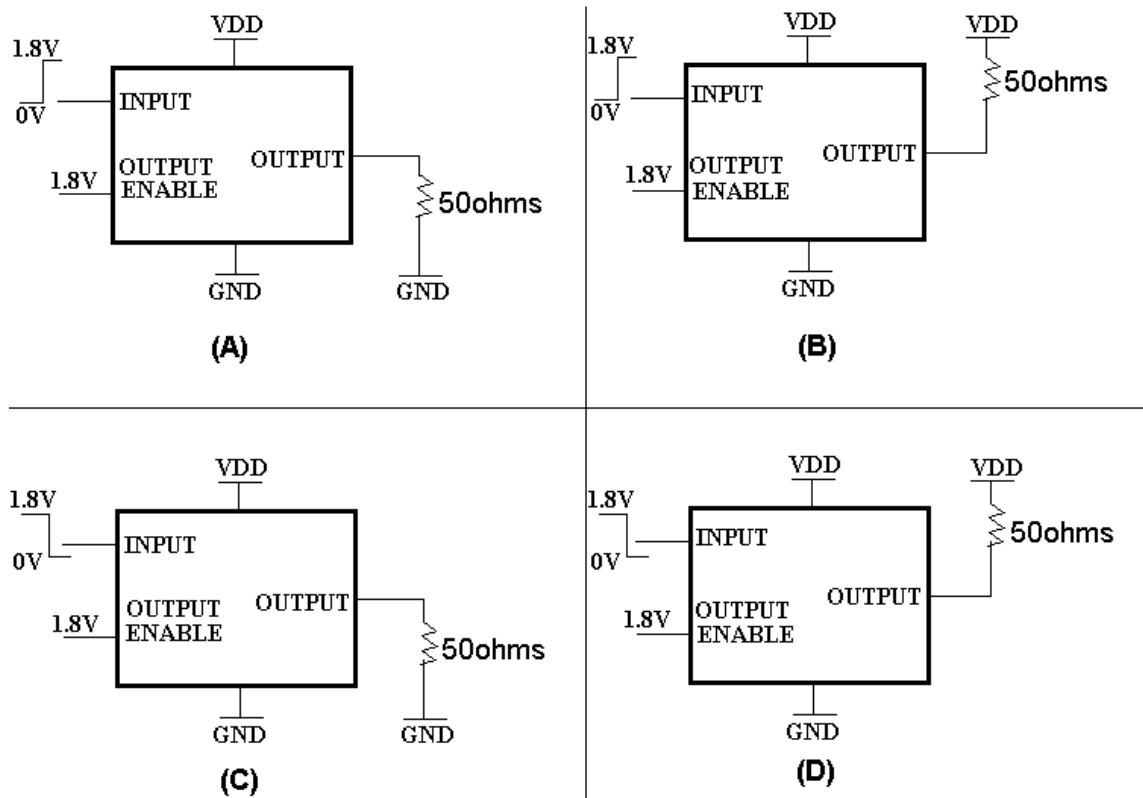 VDD
1.8V
0V
INPUT
OUTPUT
ENABLE
1.8V
OUTPUT
50ohms
GND
GND
(A)
VDD
VDD
1.8V
0V
INPUT
50ohms
OUTPUT
ENABLE
1.8V
OUTPUT
GND
(B)
VDD
1.8V
0V
INPUT
OUTPUT
ENABLE
1.8V
OUTPUT
50ohms
GND
GND
(C)
VDD
VDD
1.8V
0V
INPUT
50ohms
OUTPUT
ENABLE
1.8V
OUTPUT
GND
(D)